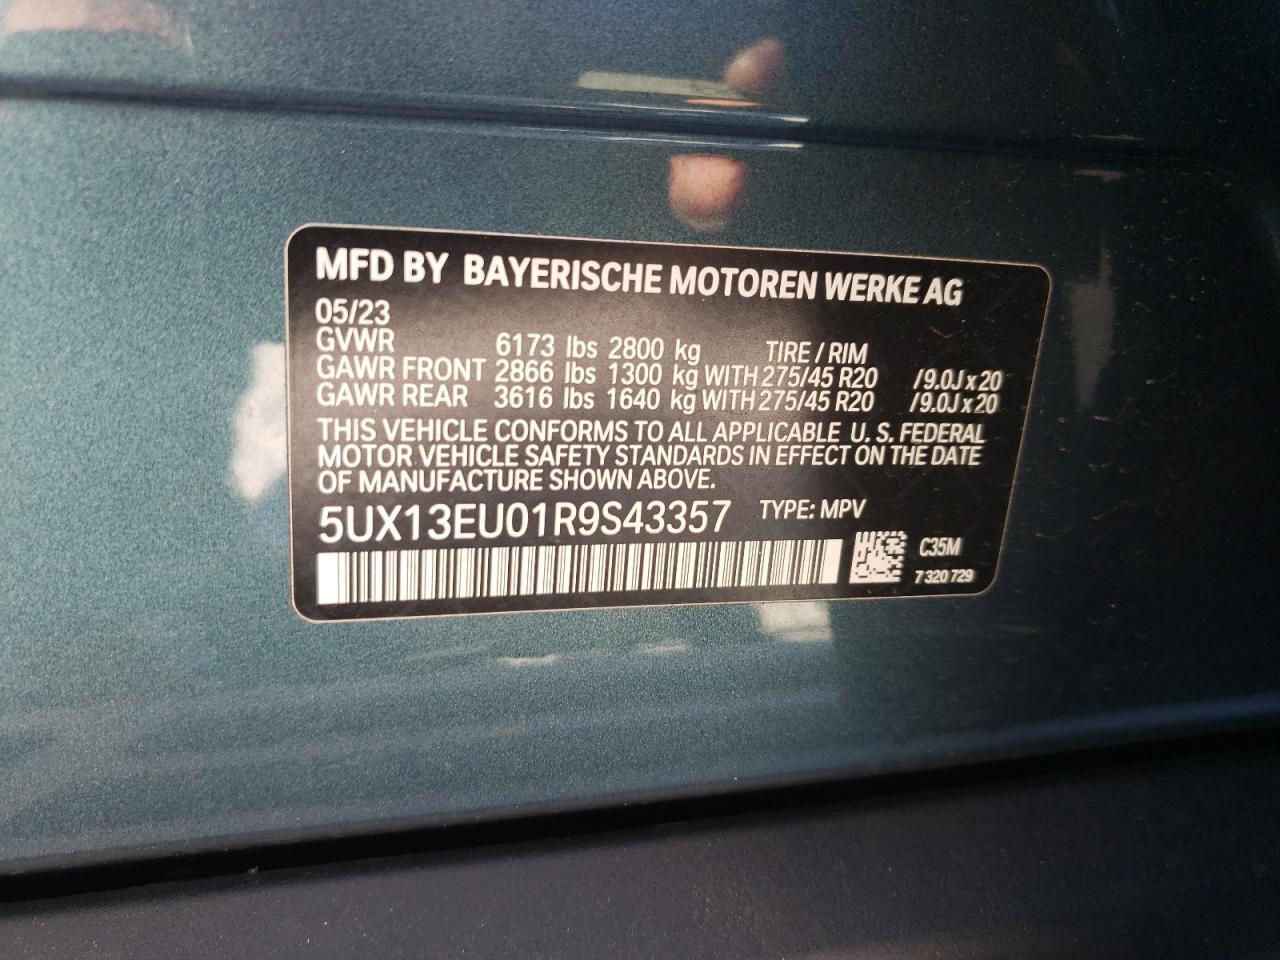 MFD BY BAYERISCHE MOTOREN WERKE AG
05/23
GVWR 6173 lbs 2800 kg TIRE / RIM
GAWR FRONT 2866 lbs 1300 kg WITH 275/45 R20 /9.0J x 20
GAWR REAR 3616 lbs 1640 kg WITH 275/45 R20 /9.0J x 20
THIS VEHICLE CONFORMS TO ALL APPLICABLE U. S. FEDERAL
MOTOR VEHICLE SAFETY STANDARDS IN EFFECT ON THE DATE
OF MANUFACTURE SHOWN ABOVE.
5UX13EU01R9S43357 TYPE: MPV
C35M
7 320 729